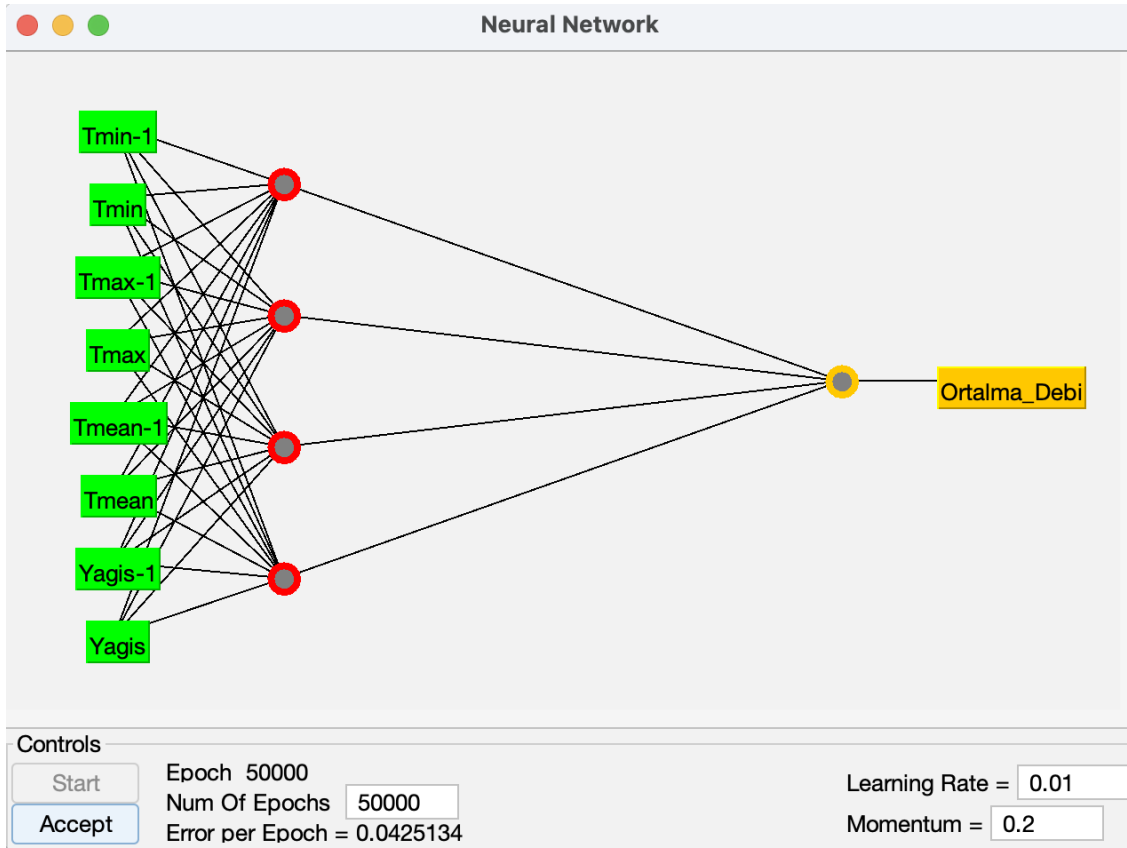 Neural Network
Tmin-1
Tmin
Tmax-1
Tmax
Tmean-1
Tmean
Yagis-1
Yagis
Ortalma_Debi
Controls
Start
Accept
Epoch 50000
Num Of Epochs 50000
Error per Epoch = 0.0425134
Learning Rate = 0.01
Momentum = 0.2